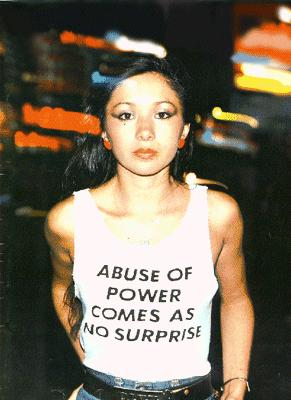 ABUSE OF
POWER
COMES AS
NO SURPRISE